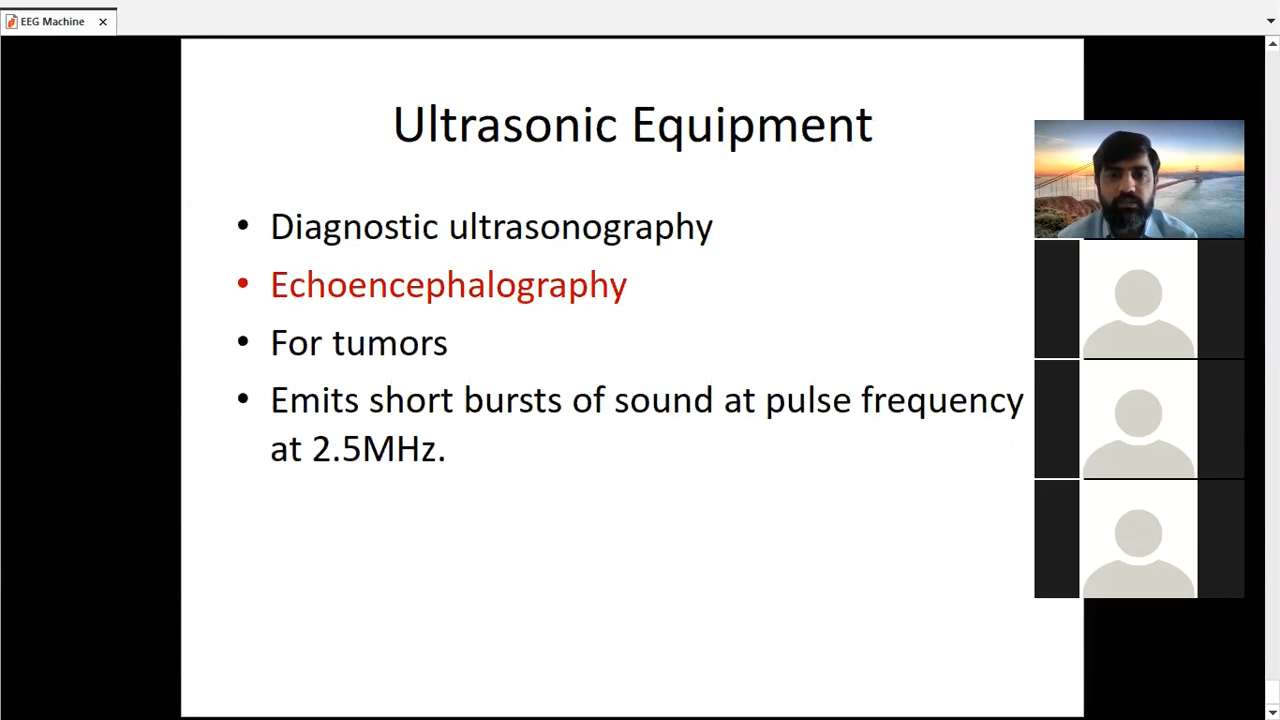 EEG Machine
Ultrasonic Equipment
• Diagnostic ultrasonography
• Echoencephalography
• For tumors
• Emits short bursts of sound at pulse frequency
at 2.5MHz.